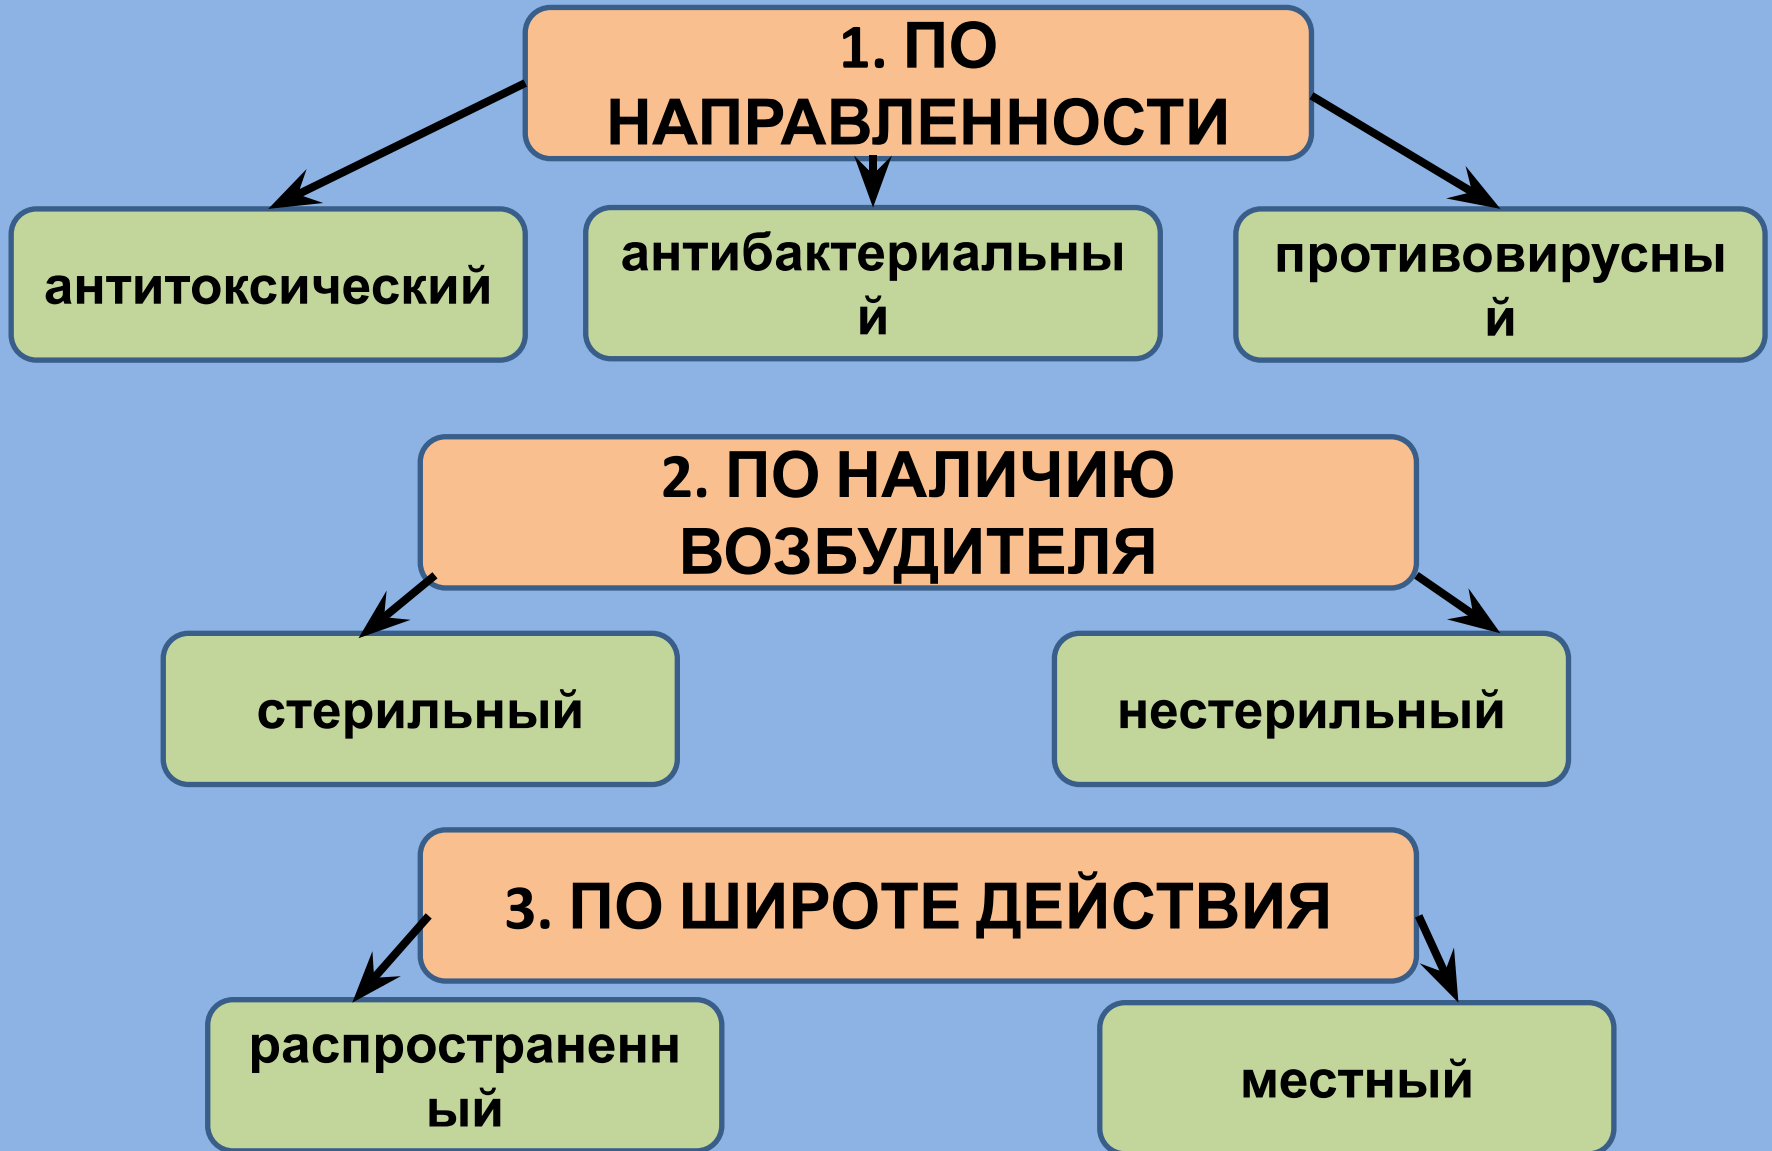 1. ПО
НАПРАВЛЕННОСТИ
антитоксический
антибактериальны
й
противовирусны
й
2. ПО НАЛИЧИЮ
ВОЗБУДИТЕЛЯ
стерильный
нестерильный
3. ПО ШИРОТЕ ДЕЙСТВИЯ
распространенн
ый
местный